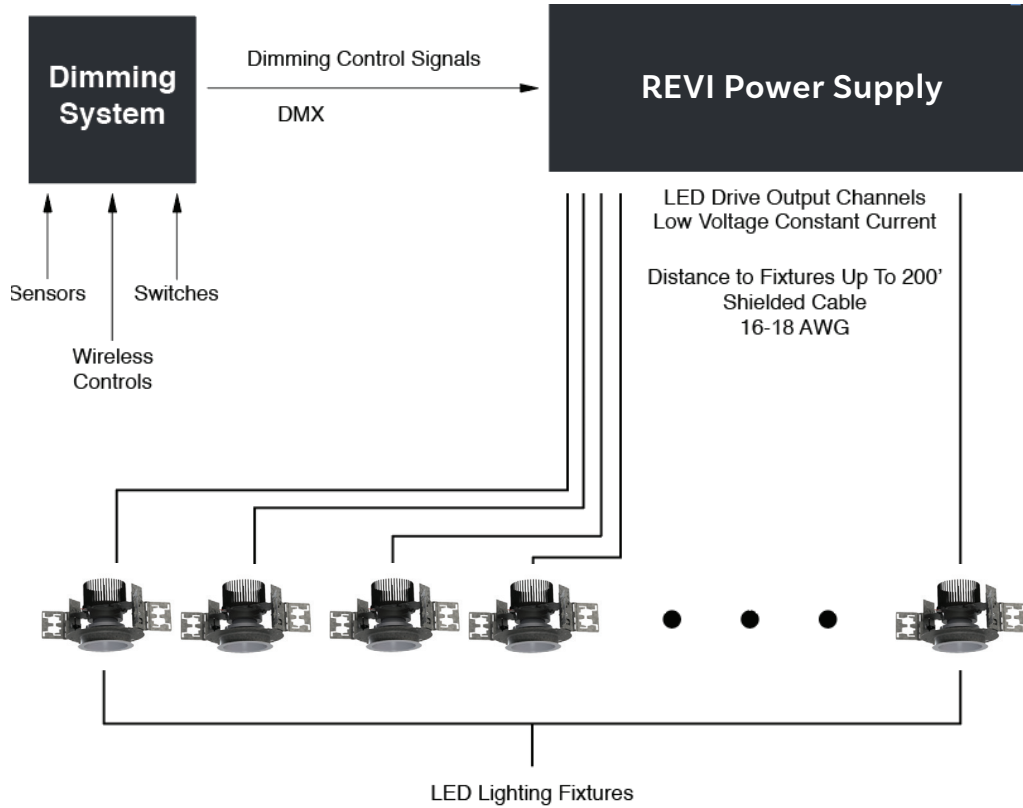 Dimming
System
Dimming Control Signals
DMX
REVI Power Supply
LED Drive Output Channels
Low Voltage Constant Current
Distance to Fixtures Up To 200’
Shielded Cable
16-18 AWG
Sensors
Switches
Wireless
Controls
LED Lighting Fixtures